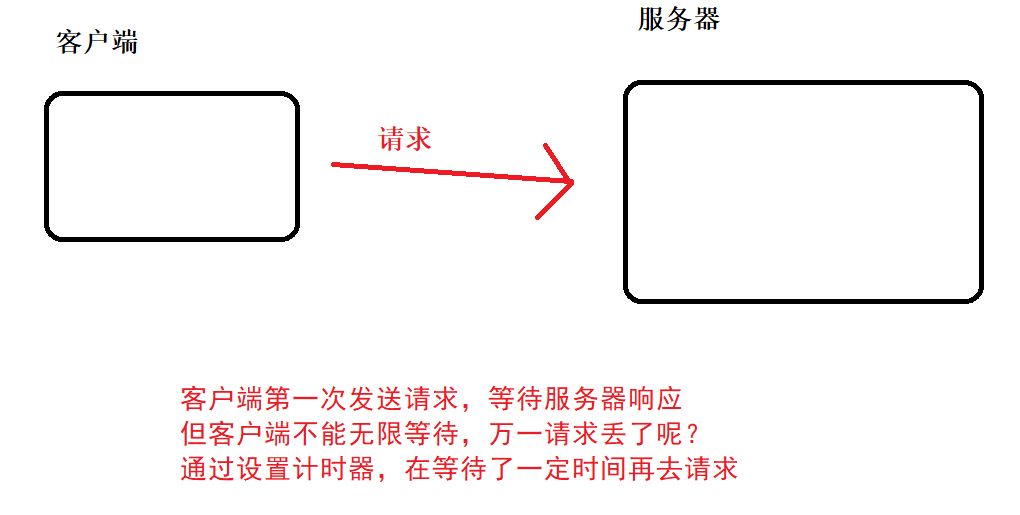 客户端
服务器
请求
客户端第一次发送请求，等待服务器响应
但客户端不能无限等待，万一请求丢了呢？
通过设置计时器，在等待了一定时间再去请求